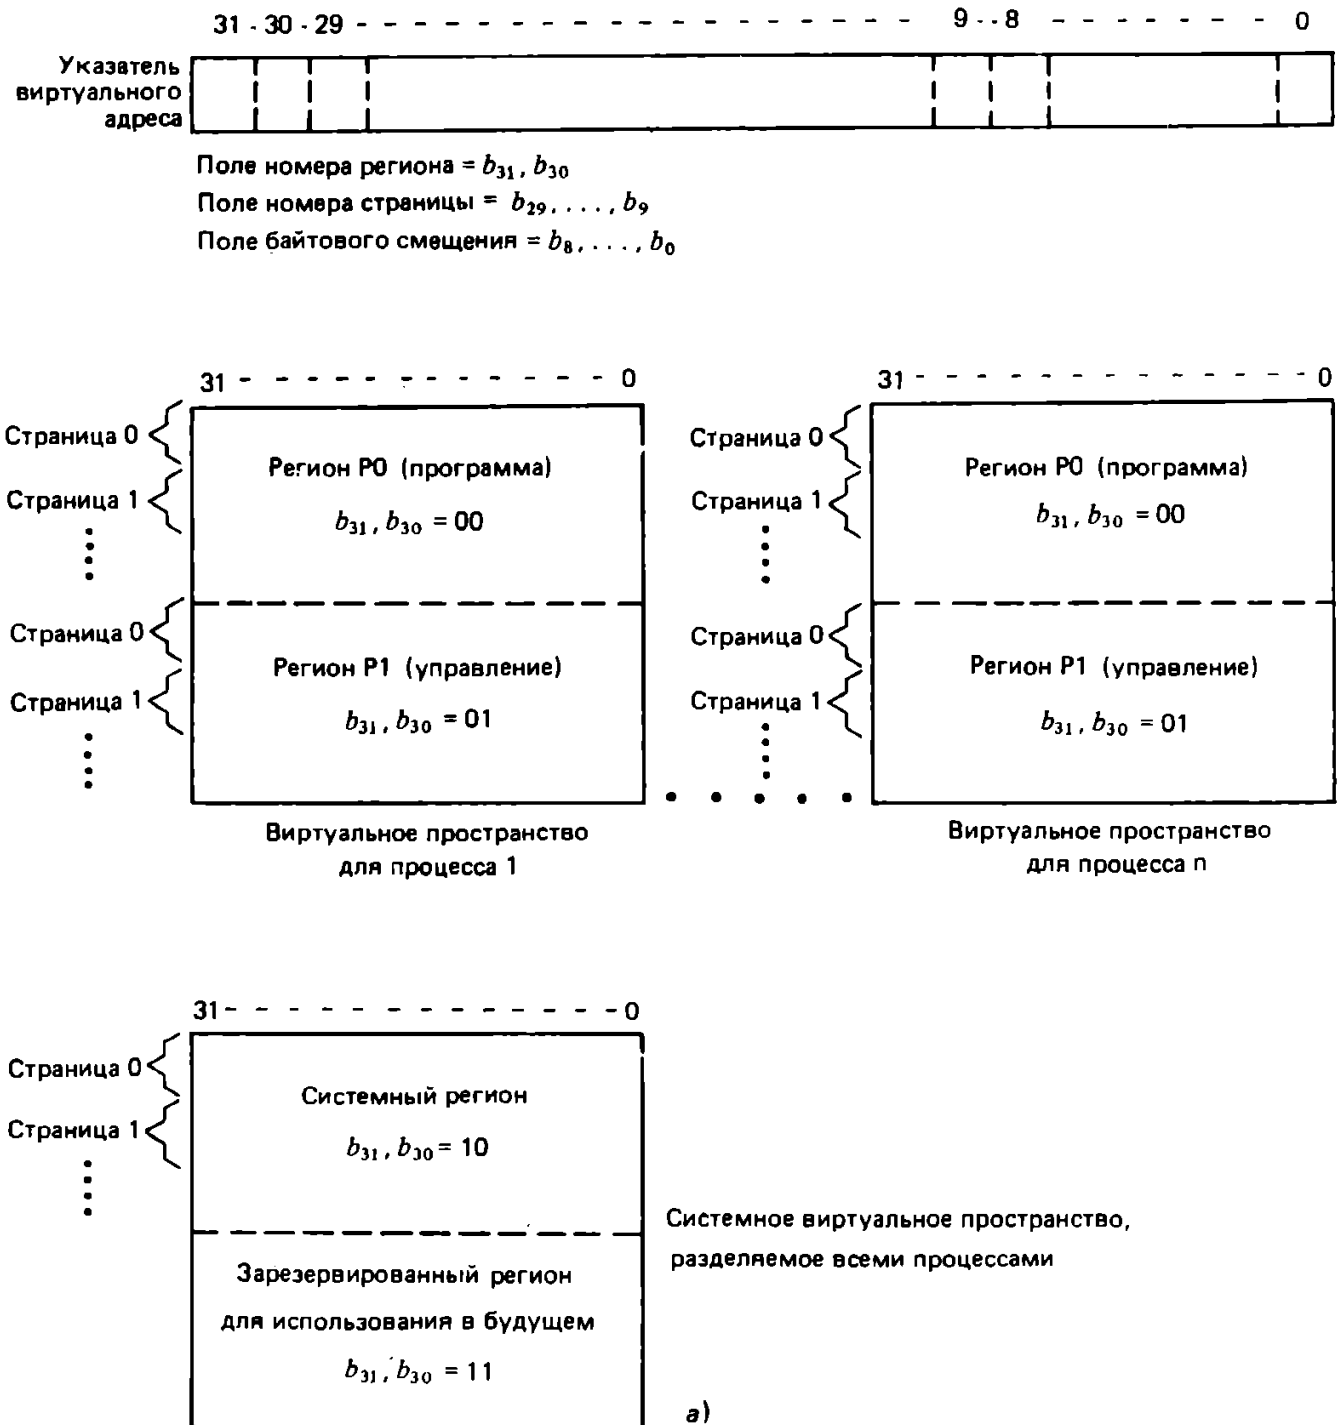 31 - 30 - 29 - - - - - - - - - - - - - - - - - - 9 - - 8 - - - - - - - 0
Указатель
виртуального
адреса
Поле номера региона = b₃₁, b₃₀
Поле номера страницы = b₂₉, . . . , b₉
Поле байтового смещения = b₈, . . . , b₀
31 - - - - - - - - - - - - 0
Страница 0
Страница 1
Регион P0 (программа)
b₃₁, b₃₀ = 00
Страница 0
Страница 1
Регион P1 (управление)
b₃₁, b₃₀ = 01
Виртуальное пространство
для процесса 1
31 - - - - - - - - - - - - 0
Страница 0
Страница 1
Регион P0 (программа)
b₃₁, b₃₀ = 00
Страница 0
Страница 1
Регион P1 (управление)
b₃₁, b₃₀ = 01
Виртуальное пространство
для процесса n
31 - - - - - - - - - - - - 0
Страница 0
Страница 1
Системный регион
b₃₁, b₃₀ = 10
Зарезервированный регион
для использования в будущем
b₃₁, b₃₀ = 11
Системное виртуальное пространство,
разделяемое всеми процессами
а)